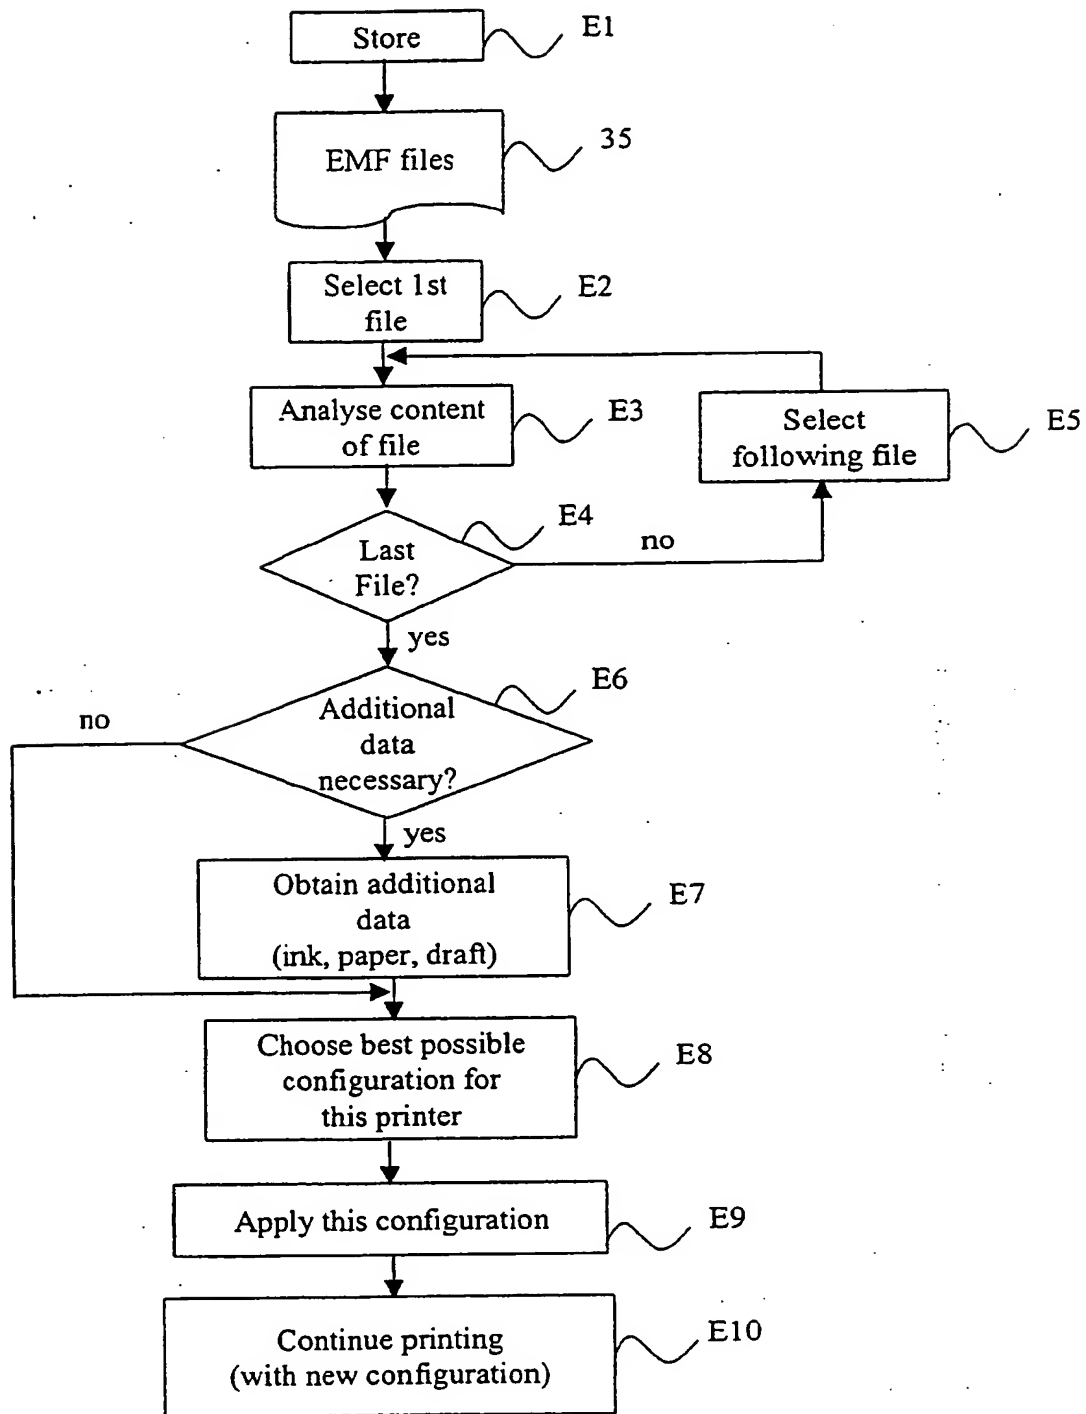 Store
E1
EMF files
35
Select 1st
file
E2
Analyse content
of file
E3
Select
following file
E5
Last
File?
E4
no
yes
Additional
data
necessary?
E6
no
yes
Obtain additional
data
(ink, paper, draft)
E7
Choose best possible
configuration for
this printer
E8
Apply this configuration
E9
Continue printing
(with new configuration)
E10